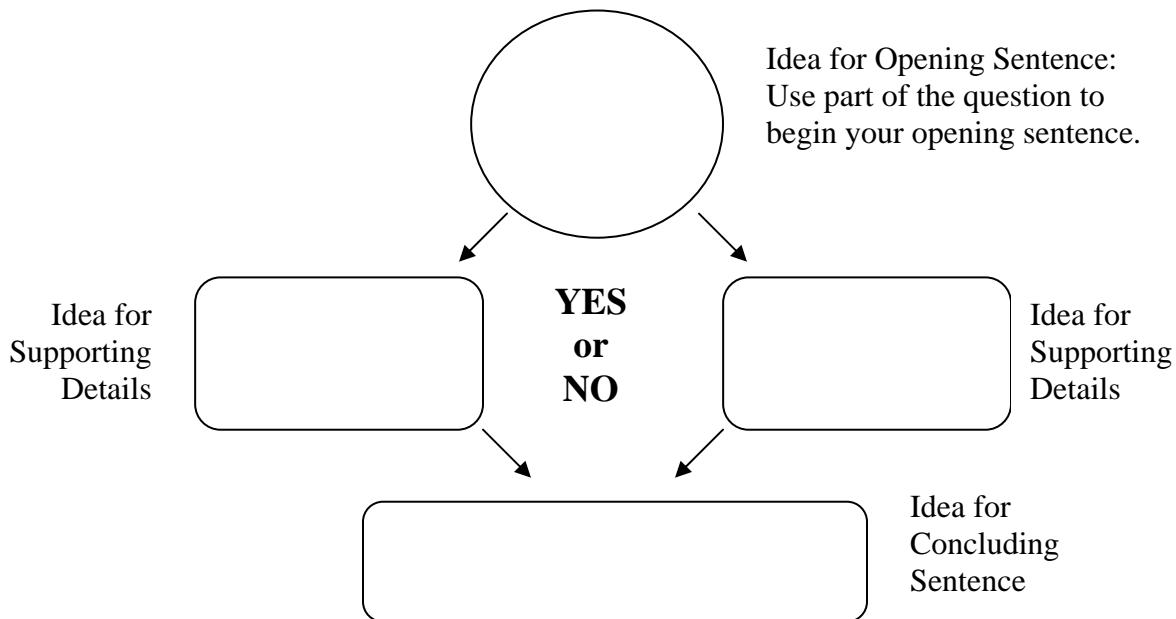 Idea for Opening Sentence:
Use part of the question to
begin your opening sentence.
Idea for
Supporting
Details
YES
or
NO
Idea for
Supporting
Details
Idea for
Concluding
Sentence